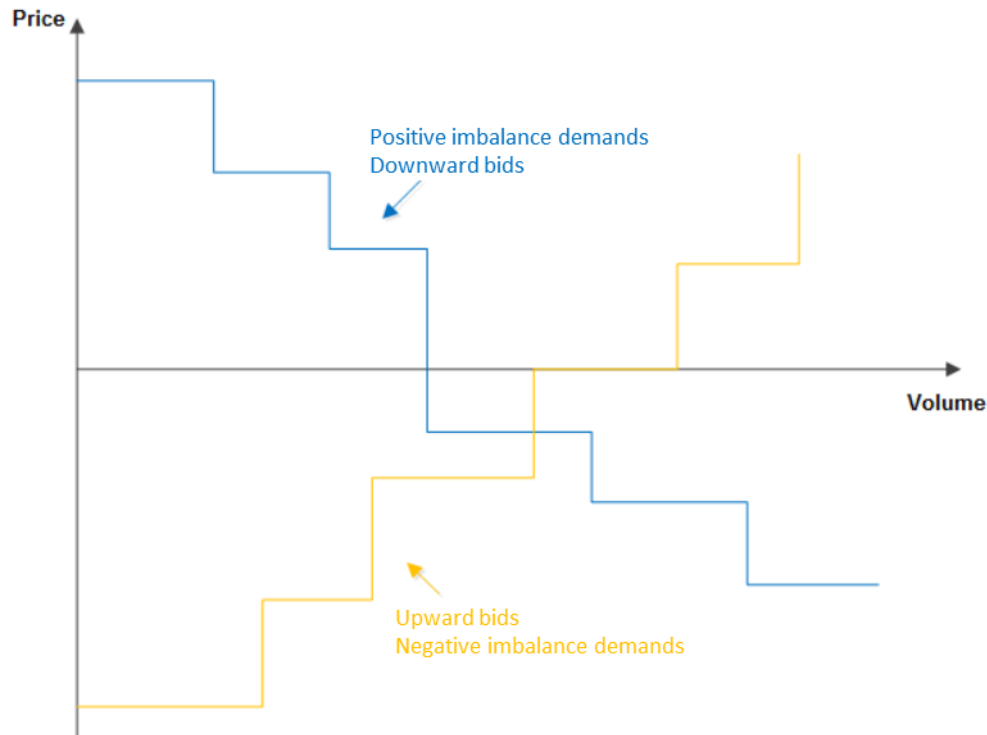 Price
Positive imbalance demands
Downward bids
Volume
Upward bids
Negative imbalance demands